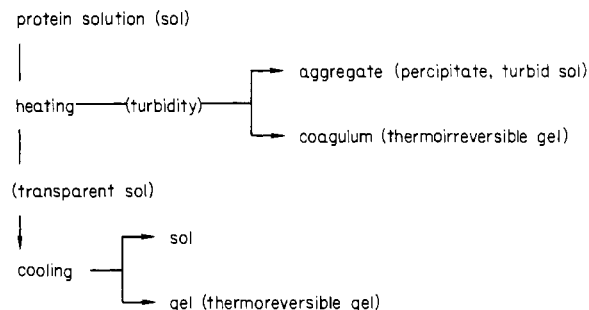 protein solution (sol)
aggregate (percipitate, turbid sol)
heating (turbidity)
coagulum (thermoirreversible gel)
(transparent sol)
sol
cooling
gel (thermoreversible gel)